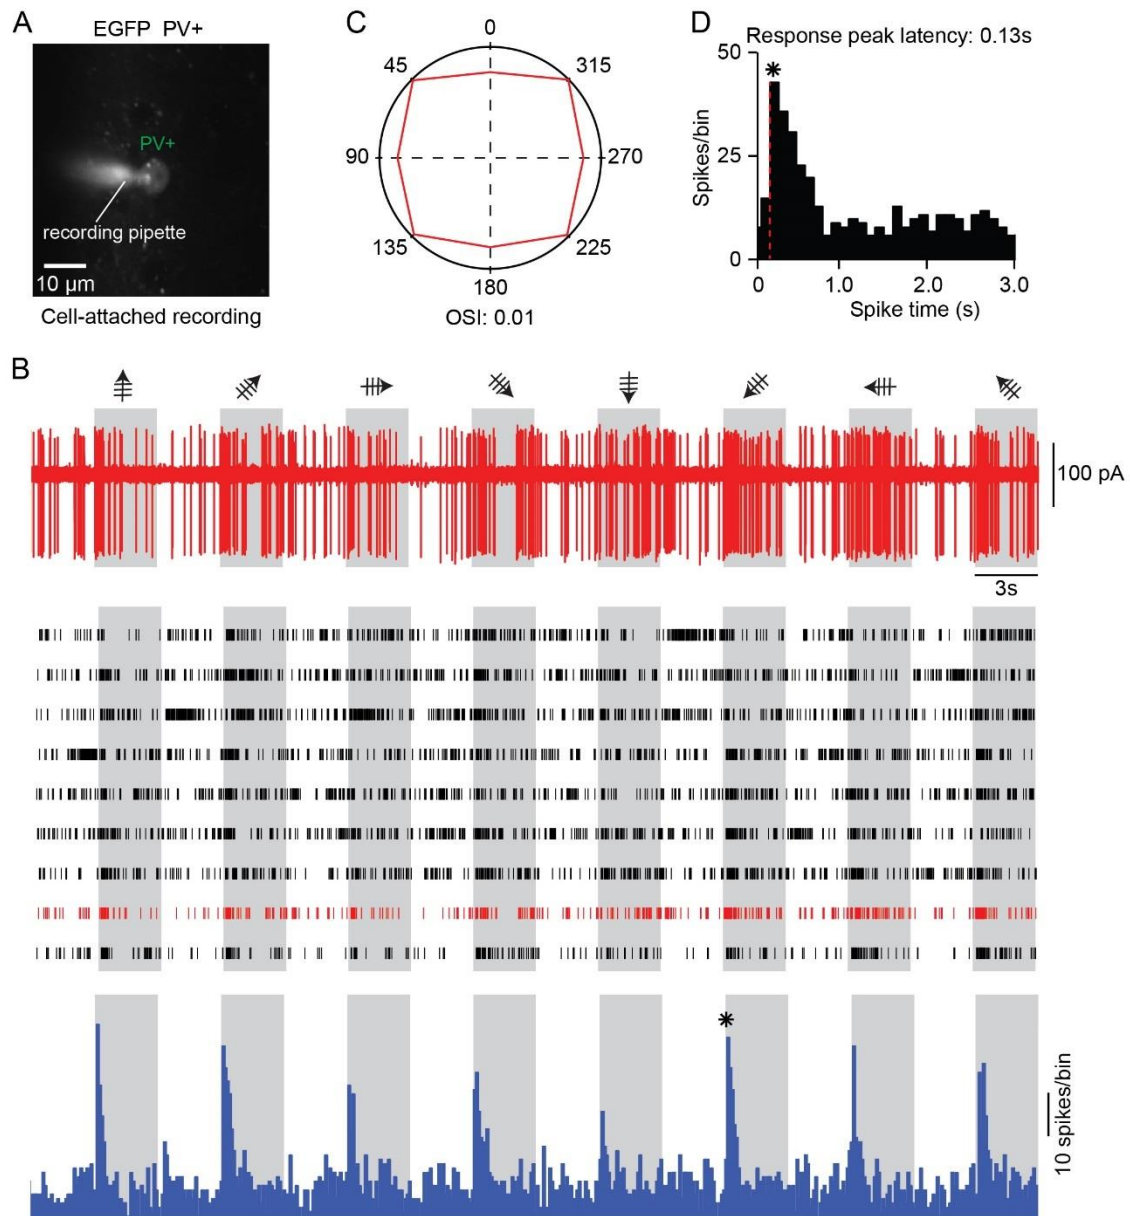 A
EGFP PV+
PV+
recording pipette
10 µm
Cell-attached recording
C
0
45
315
90
270
135
225
180
OSI: 0.01
D
Response peak latency: 0.13s
50
*
25
0
Spikes/bin
0
1.0
2.0
3.0
Spike time (s)
B
100 pA
3s
*
10 spikes/bin